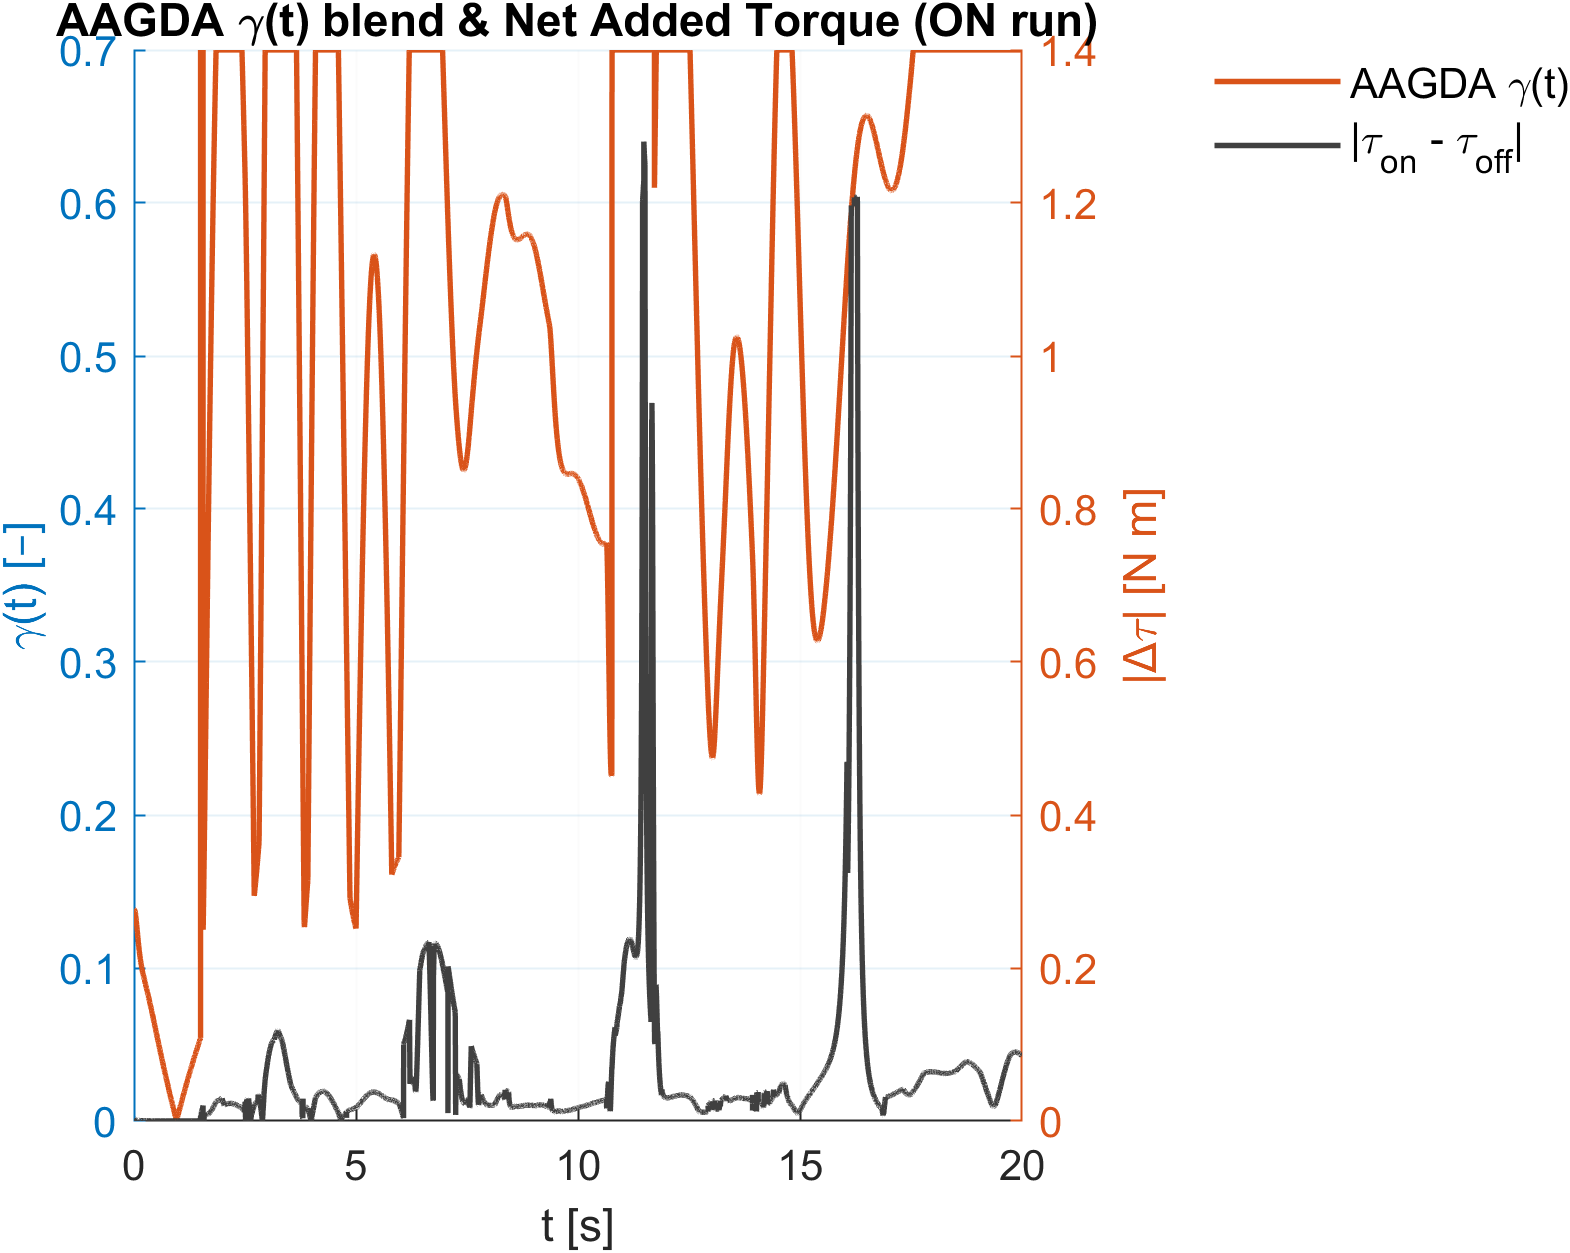 AAGDA γ(t) blend & Net Added Torque (ON run)
AAGDA γ(t)
|τon - τoff|
0.7
0.6
0.5
0.4
0.3
0.2
0.1
0
γ(t) [−]
1.4
1.2
1
0.8
0.6
0.4
0.2
0
|Δτ| [N m]
0 5 10 15 20
t [s]